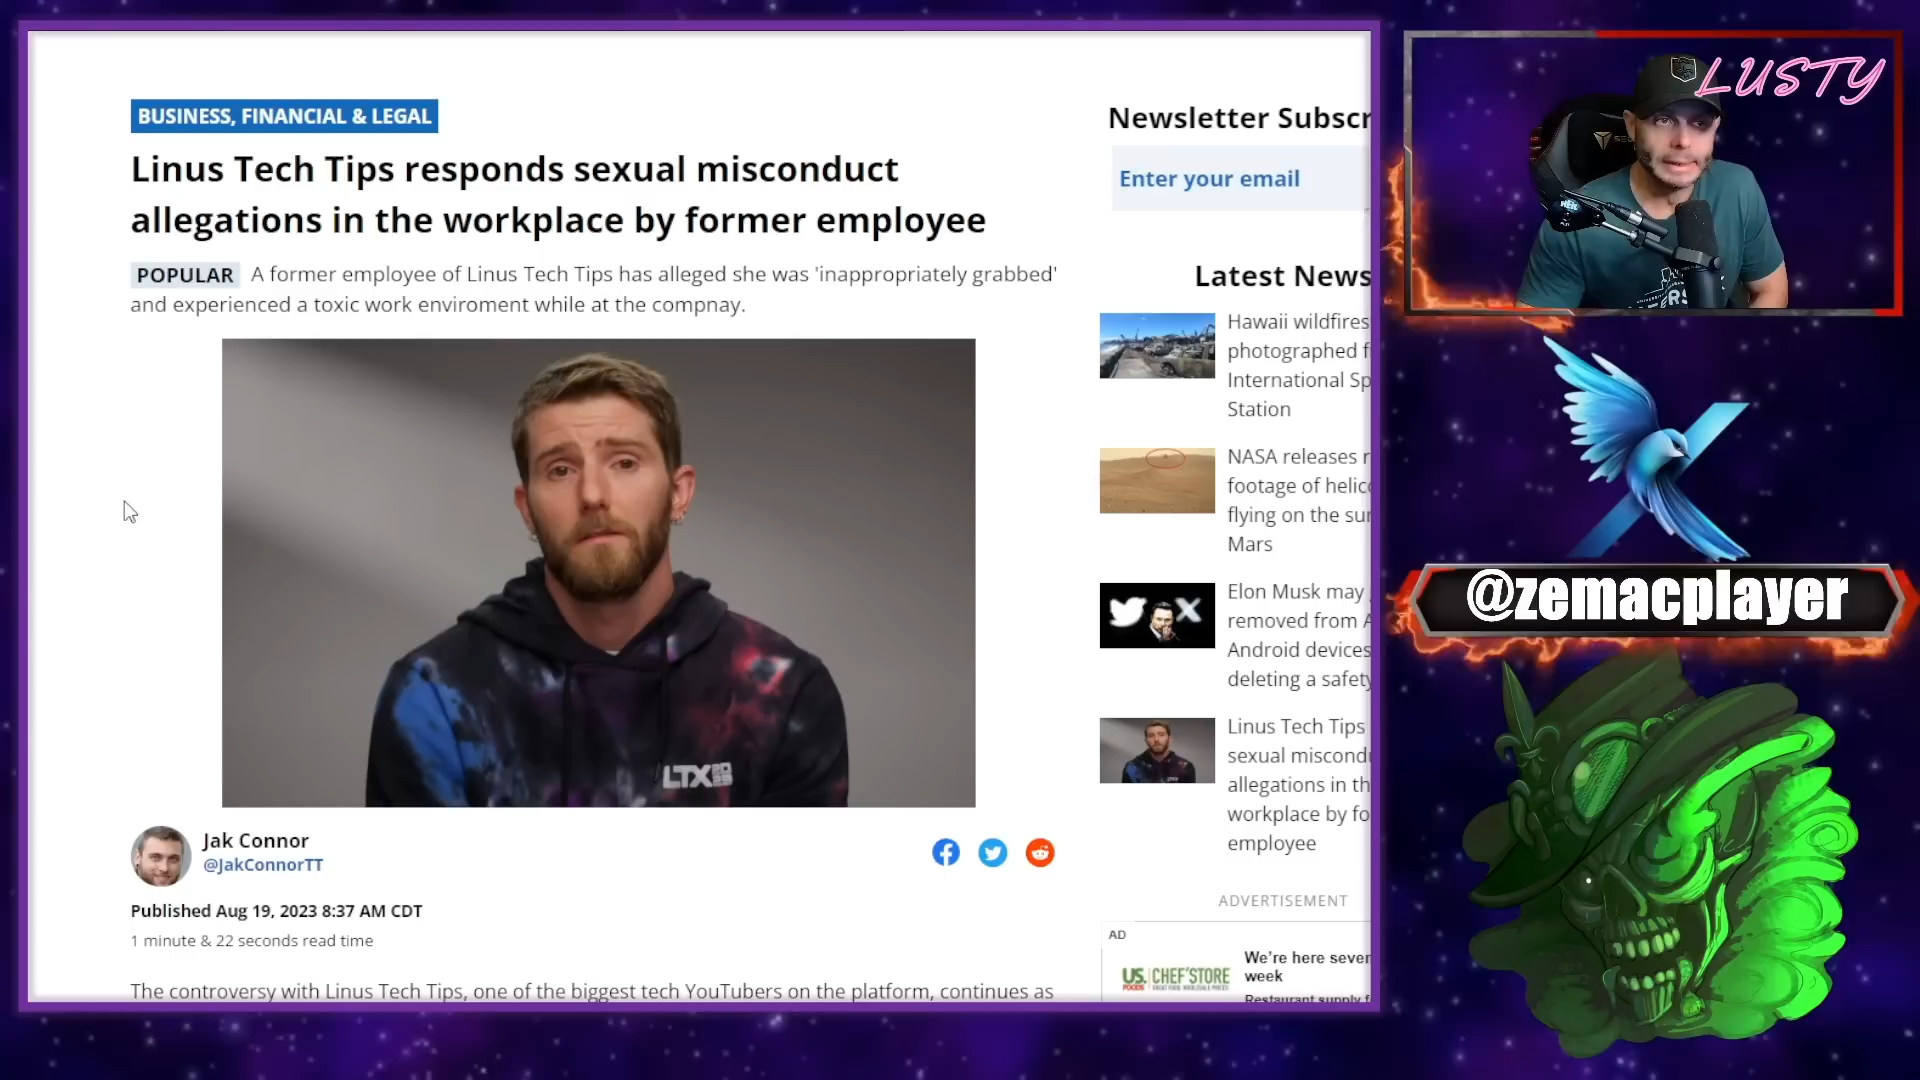 BUSINESS, FINANCIAL & LEGAL
Linus Tech Tips responds sexual misconduct
allegations in the workplace by former employee
POPULAR A former employee of Linus Tech Tips has alleged she was 'inappropriately grabbed'
and experienced a toxic work enviroment while at the compnay.
LTX
Jak Connor
@JakConnorTT
Published Aug 19, 2023 8:37 AM CDT
1 minute & 22 seconds read time
The controversy with Linus Tech Tips, one of the biggest tech YouTubers on the platform, continues as
Newsletter Subscr
Enter your email
Latest News
Hawaii wildfires
photographed f
International Sp
Station
NASA releases r
footage of helic
flying on the sur
Mars
Elon Musk may
removed from A
Android devices
deleting a safety
Linus Tech Tips
sexual miscond
allegations in th
workplace by fo
employee
ADVERTISEMENT
AD
US. CHEF'STORE
We're here seven
week
Restaurant supply f
LUSTY
@zemacplayer